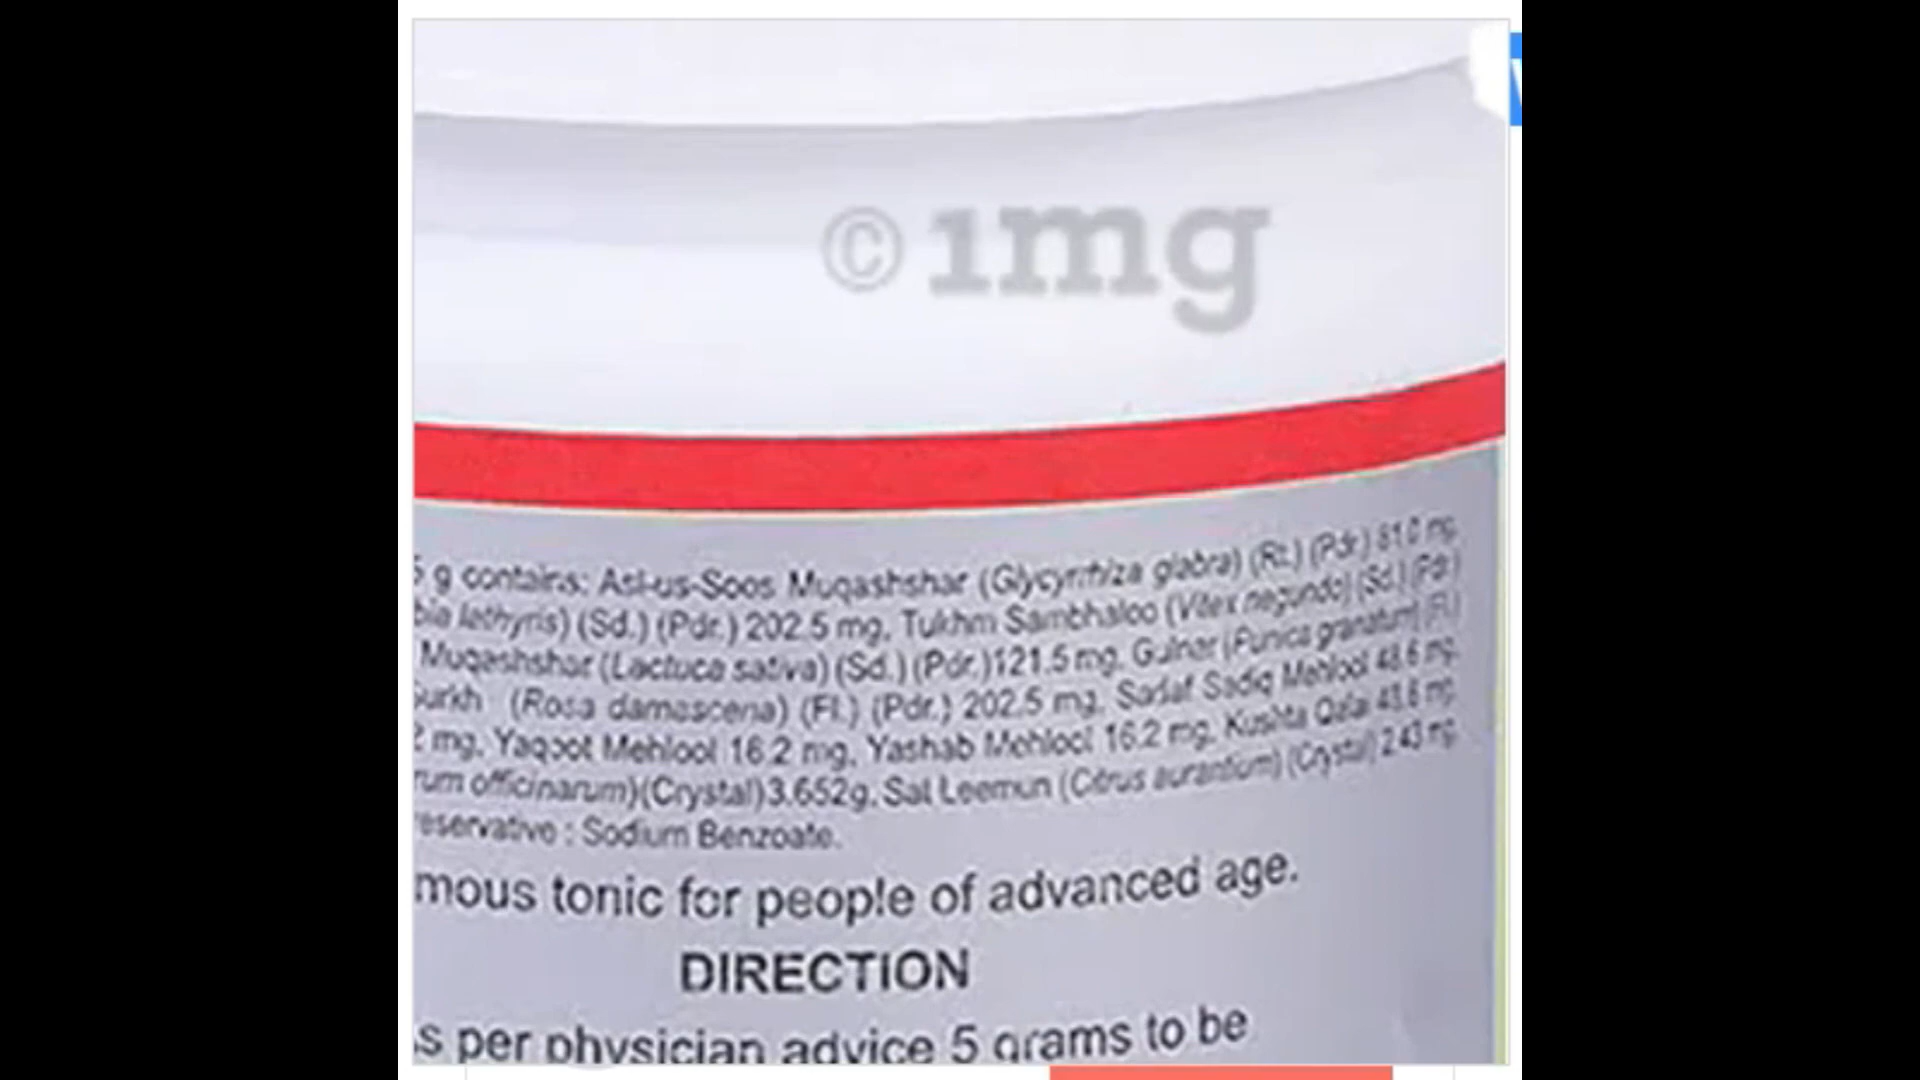 © 1mg
g contains: Asl-us-Soos Muqashshar (Glycyrrhiza glabra) (Rt.) (Pdr.) 81.0 mg,
lathyris) (Sd.) (Pdr.) 202.5 mg, Tukhm Sambhaloo (Vitex negundo) (Sd.) (Pdr.)
Muqashshar (Lactuca sativa) (Sd.) (Pdr.)121.5 mg, Gulnar (Punica granatum) (Fl.)
Surkh (Rosa damascena) (Fl.) (Pdr.) 202.5 mg, Sadaf Sadiq Mehlool 48.6 mg,
2 mg, Yaqoot Mehlool 16.2 mg, Yashab Mehlool 16.2 mg, Kushta Qalai 48.6 mg,
rum officinarum)(Crystal)3.652g, Sat Leemun (Citrus aurantium) (Crystal) 2.43 mg,
eservative : Sodium Benzoate.
mous tonic for people of advanced age.
DIRECTION
s per physician advice 5 grams to be